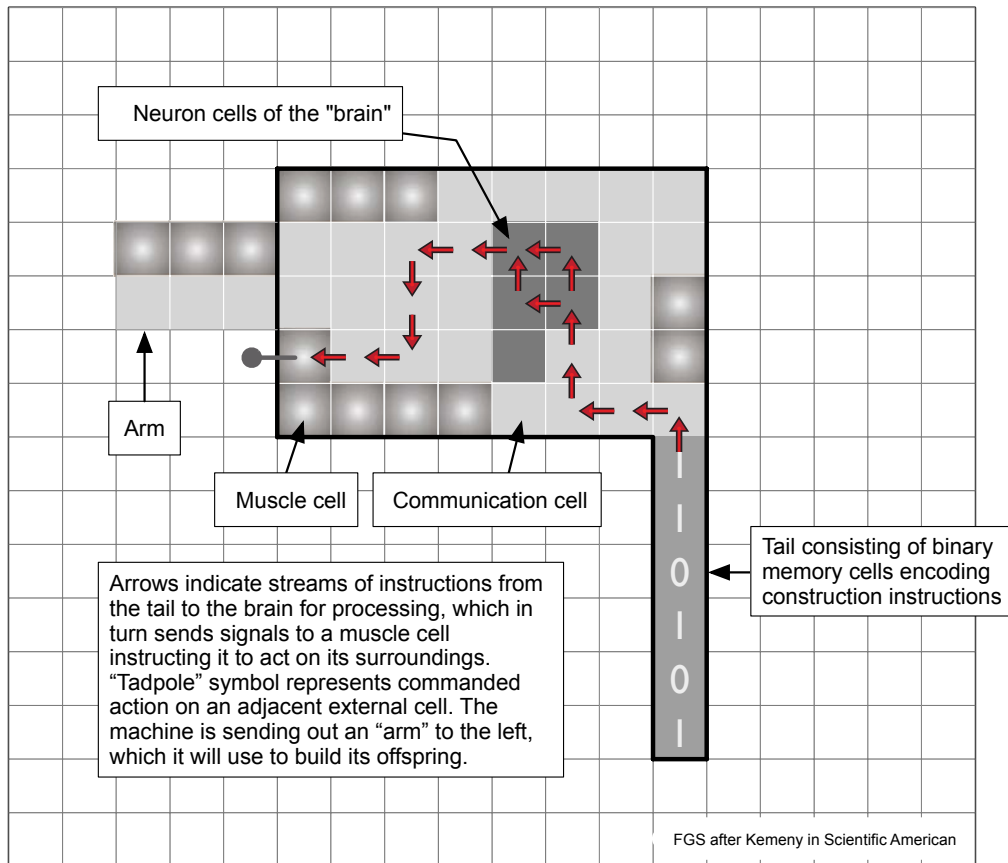 Neuron cells of the "brain"
Arm
Muscle cell
Communication cell
Tail consisting of binary
memory cells encoding
construction instructions
Arrows indicate streams of instructions from
the tail to the brain for processing, which in
turn sends signals to a muscle cell
instructing it to act on its surroundings.
“Tadpole” symbol represents commanded
action on an adjacent external cell. The
machine is sending out an “arm” to the left,
which it will use to build its offspring.
I
I
0
I
0
I
FGS after Kemeny in Scientific American